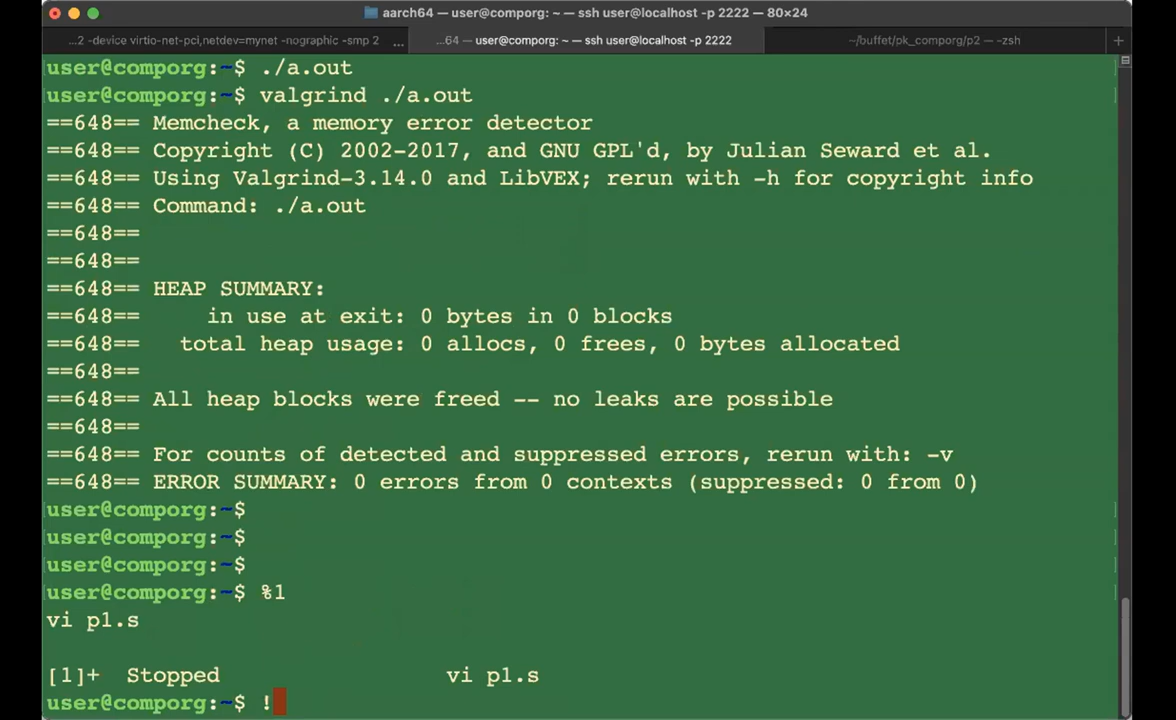 aarch64 — user@comporg: ~ — ssh user@localhost -p 2222 — 80×24
...2 -device virtio-net-pci,netdev=mynet -nographic -smp 2 ...
...64 — user@comporg: ~ — ssh user@localhost -p 2222
~/buffet/pk_comporg/p2 — -zsh
+
user@comporg:~$ ./a.out
user@comporg:~$ valgrind ./a.out
==648== Memcheck, a memory error detector
==648== Copyright (C) 2002-2017, and GNU GPL'd, by Julian Seward et al.
==648== Using Valgrind-3.14.0 and LibVEX; rerun with -h for copyright info
==648== Command: ./a.out
==648==
==648==
==648== HEAP SUMMARY:
==648==     in use at exit: 0 bytes in 0 blocks
==648==   total heap usage: 0 allocs, 0 frees, 0 bytes allocated
==648==
==648== All heap blocks were freed -- no leaks are possible
==648==
==648== For counts of detected and suppressed errors, rerun with: -v
==648== ERROR SUMMARY: 0 errors from 0 contexts (suppressed: 0 from 0)
user@comporg:~$
user@comporg:~$
user@comporg:~$
user@comporg:~$ %1
vi p1.s
[1]+  Stopped                 vi p1.s
user@comporg:~$ !